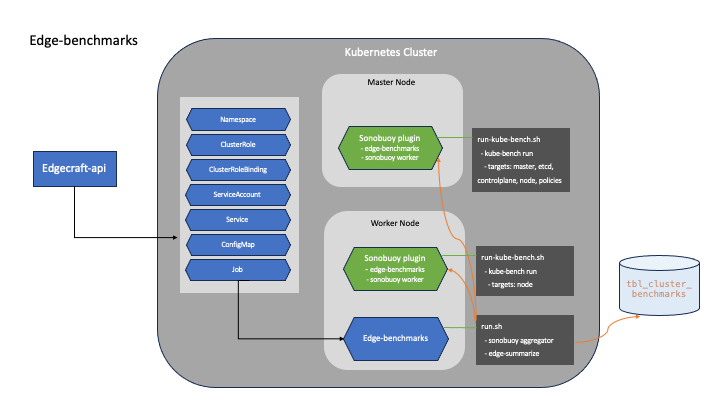 Edge-benchmarks
Kubernetes Cluster
Edgecraft-api
Namespace
ClusterRole
ClusterRoleBinding
ServiceAccount
Service
ConfigMap
Job
Master Node
Sonobuoy plugin
- edge-benchmarks
- sonobuoy worker
run-kube-bench.sh
- kube-bench run
- targets: master, etcd,
controlplane, node, policies
Worker Node
Sonobuoy plugin
- edge-benchmarks
- sonobuoy worker
run-kube-bench.sh
- kube-bench run
- targets: node
Edge-benchmarks
run.sh
- sonobuoy aggregator
- edge-summarize
tbl_cluster_
benchmarks